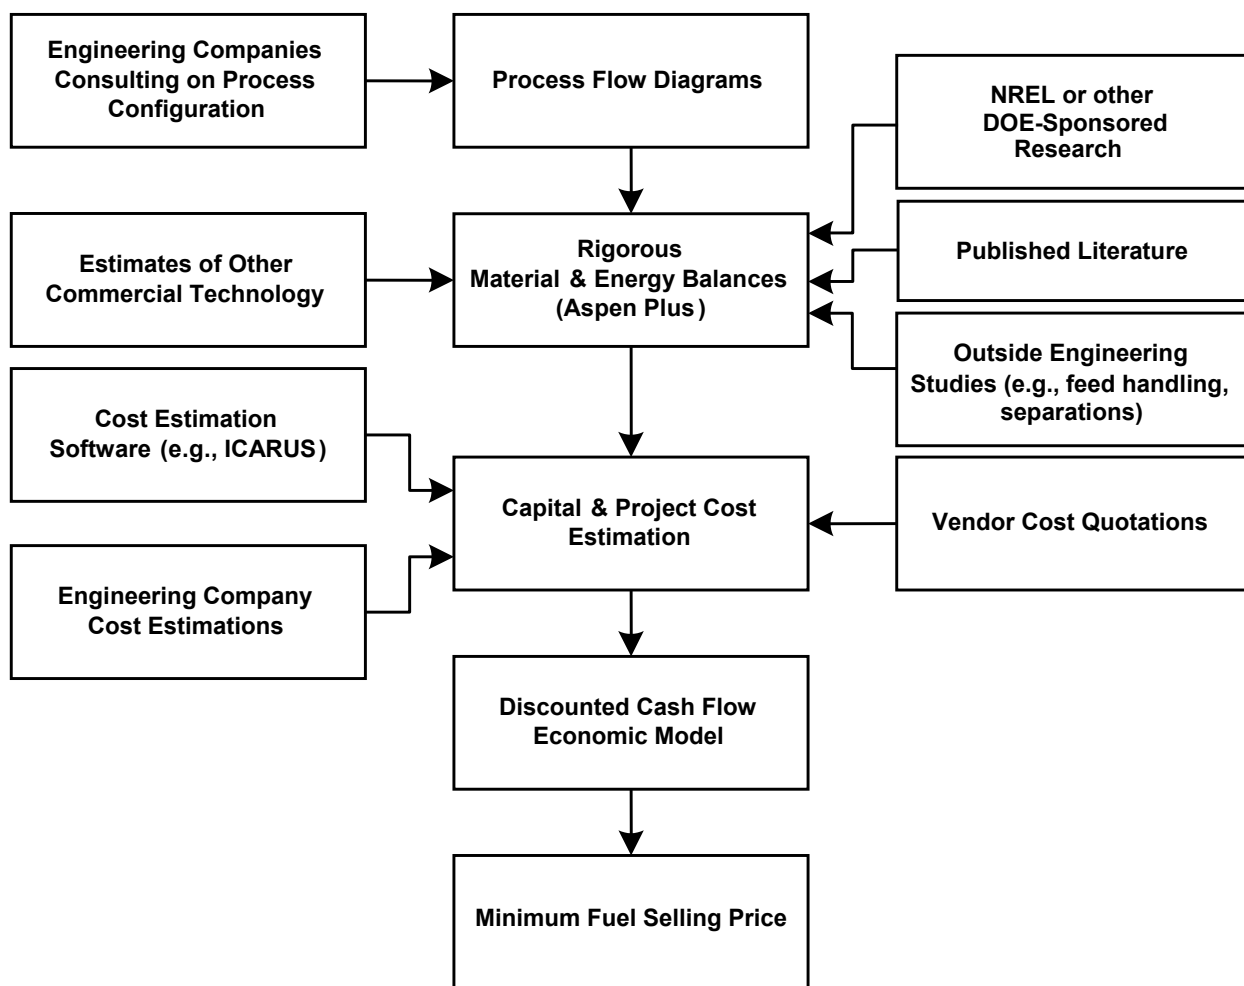 Engineering Companies
Consulting on Process
Configuration
Process Flow Diagrams
NREL or other
DOE-Sponsored
Research
Estimates of Other
Commercial Technology
Rigorous
Material & Energy Balances
(Aspen Plus)
Published Literature
Outside Engineering
Studies (e.g., feed handling,
separations)
Cost Estimation
Software (e.g., ICARUS)
Capital & Project Cost
Estimation
Vendor Cost Quotations
Engineering Company
Cost Estimations
Discounted Cash Flow
Economic Model
Minimum Fuel Selling Price